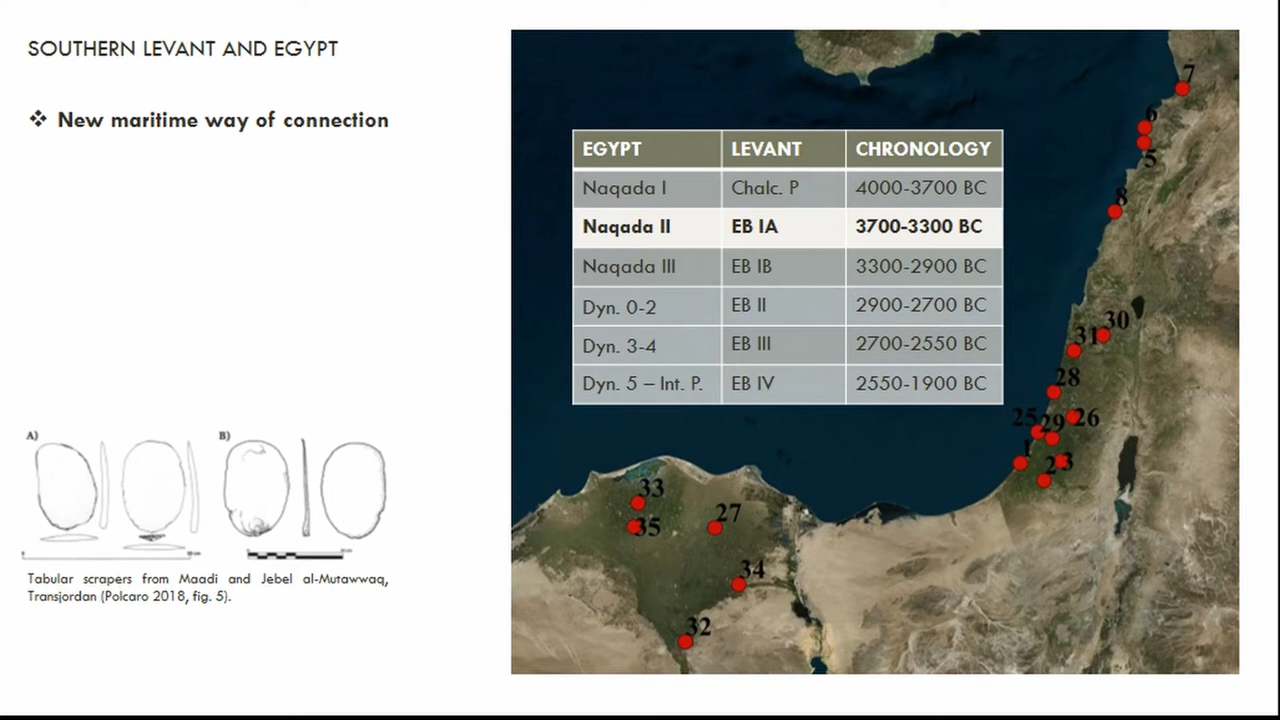 SOUTHERN LEVANT AND EGYPT
❖ New maritime way of connection
EGYPT LEVANT CHRONOLOGY
Naqada I Chalc. P 4000-3700 BC
Naqada II EB IA 3700-3300 BC
Naqada III EB IB 3300-2900 BC
Dyn. 0-2 EB II 2900-2700 BC
Dyn. 3-4 EB III 2700-2550 BC
Dyn. 5 – Int. P. EB IV 2550-1900 BC
7
6
5
8
30
31
28
25 29 26
1
2 3
33
35
27
34
32
A) B)
Tabular scrapers from Maadi and Jebel al-Mutawwaq,
Transjordan (Polcaro 2018, fig. 5).